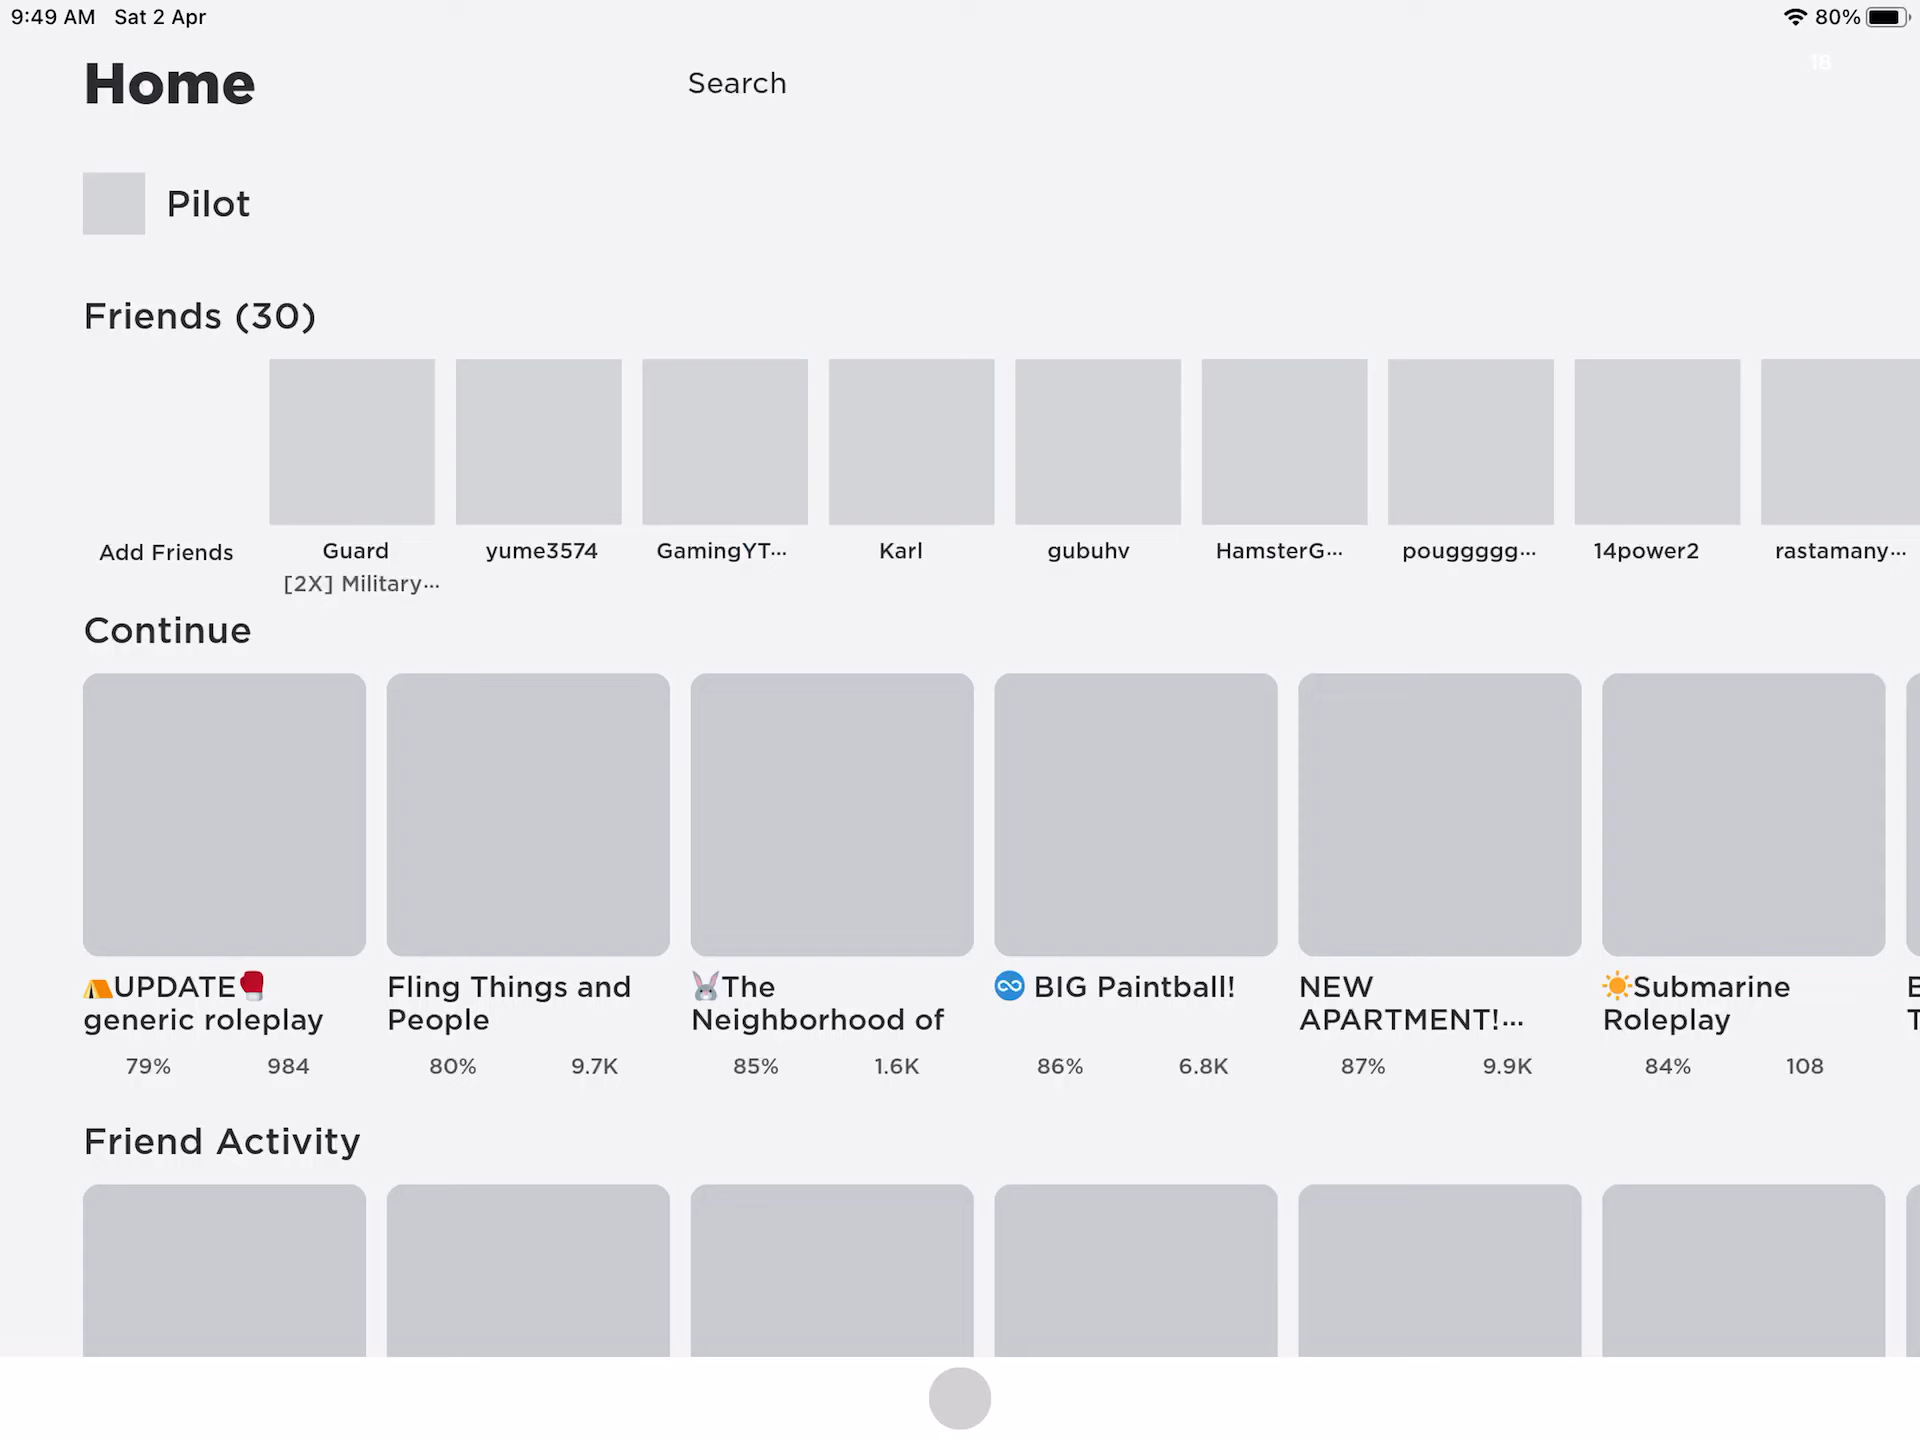 9:49 AM Sat 2 Apr
80%
18
Home
Search
Pilot
Friends (30)
Add Friends
Guard
yume3574
GamingYT...
Karl
gubuhv
HamsterG...
pouggggg...
14power2
rastamany...
[2X] Military...
Continue
⛺UPDATE🥊
generic roleplay
79% 984
Fling Things and
People
80% 9.7K
🐰The
Neighborhood of
85% 1.6K
♾️ BIG Paintball!
86% 6.8K
NEW
APARTMENT!...
87% 9.9K
☀️Submarine
Roleplay
84% 108
Friend Activity